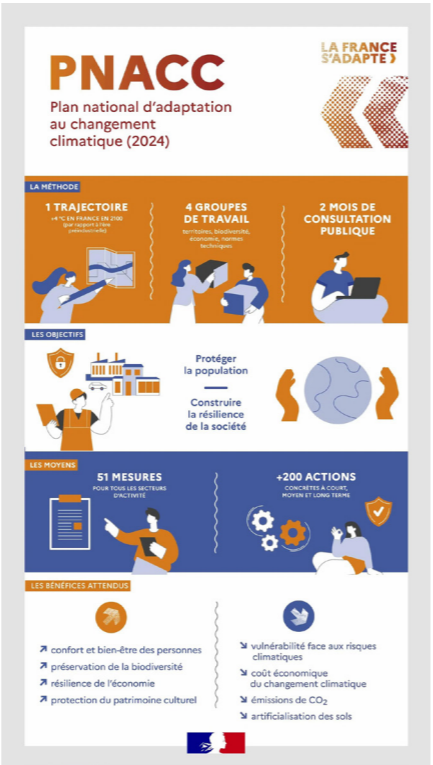 PNACC
Plan national d'adaptation
au changement
climatique (2024)
LA FRANCE
S'ADAPTE
LA MÉTHODE
1 TRAJECTOIRE
+4 °C EN FRANCE EN 2100
(par rapport à l'ère
préindustrielle)
4 GROUPES
DE TRAVAIL
territoires, biodiversité,
économie, normes
techniques
2 MOIS DE
CONSULTATION
PUBLIQUE
LES OBJECTIFS
Protéger
la population
Construire
la résilience
de la société
LES MOYENS
51 MESURES
POUR TOUS LES SECTEURS
D'ACTIVITÉ
+200 ACTIONS
CONCRÈTES À COURT,
MOYEN ET LONG TERME
LES BÉNÉFICES ATTENDUS
↗ confort et bien-être des personnes
↗ préservation de la biodiversité
↗ résilience de l'économie
↗ protection du patrimoine culturel
↘ vulnérabilité face aux risques
climatiques
↘ coût économique
du changement climatique
↘ émissions de CO₂
↘ artificialisation des sols